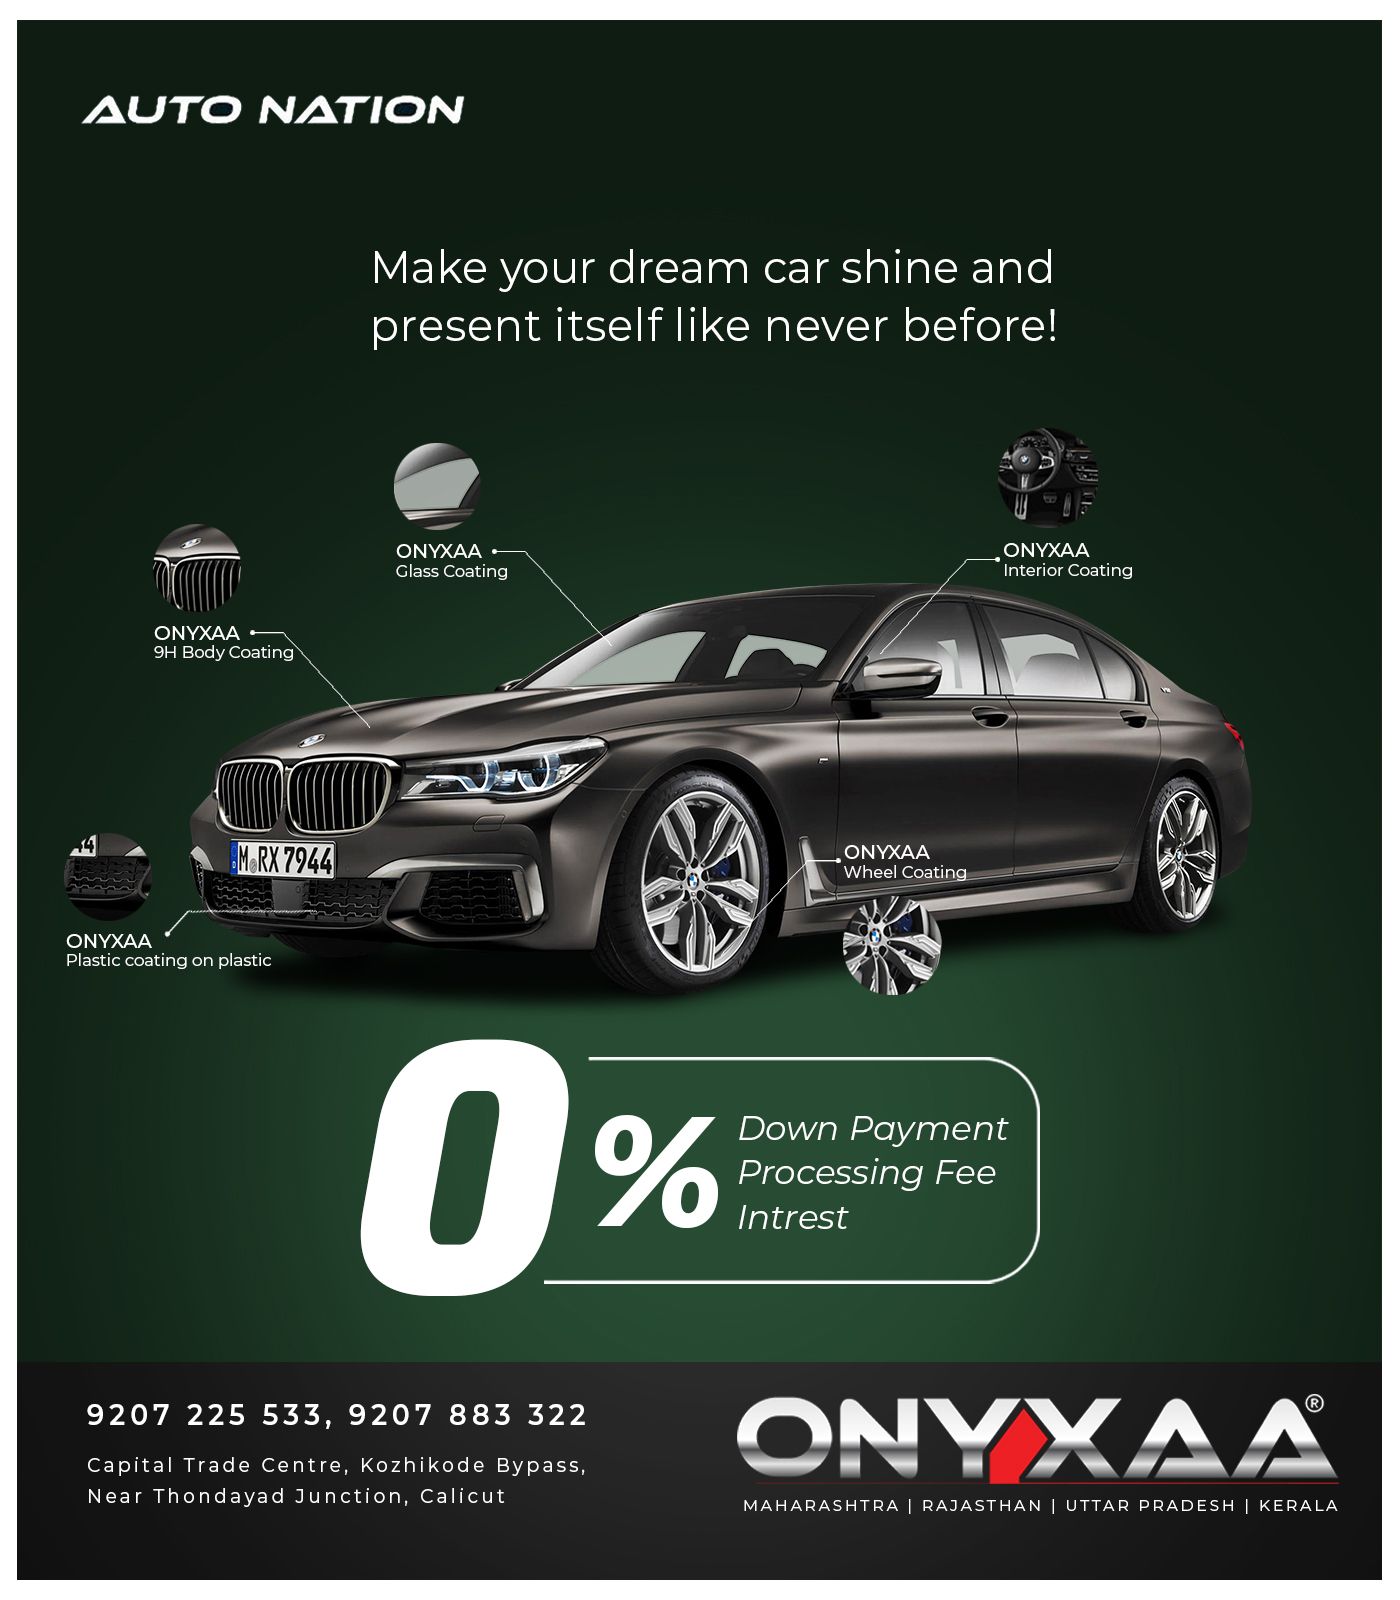 AUTO NATION
Make your dream car shine and
present itself like never before!
ONYXAA
Glass Coating
ONYXAA
Interior Coating
ONYXAA
9H Body Coating
M RX 7944
ONYXAA
Wheel Coating
ONYXAA
Plastic coating on plastic
0%
Down Payment
Processing Fee
Intrest
9207 225 533, 9207 883 322
Capital Trade Centre, Kozhikode Bypass,
Near Thondayad Junction, Calicut
ONYXAA®
MAHARASHTRA | RAJASTHAN | UTTAR PRADESH | KERALA